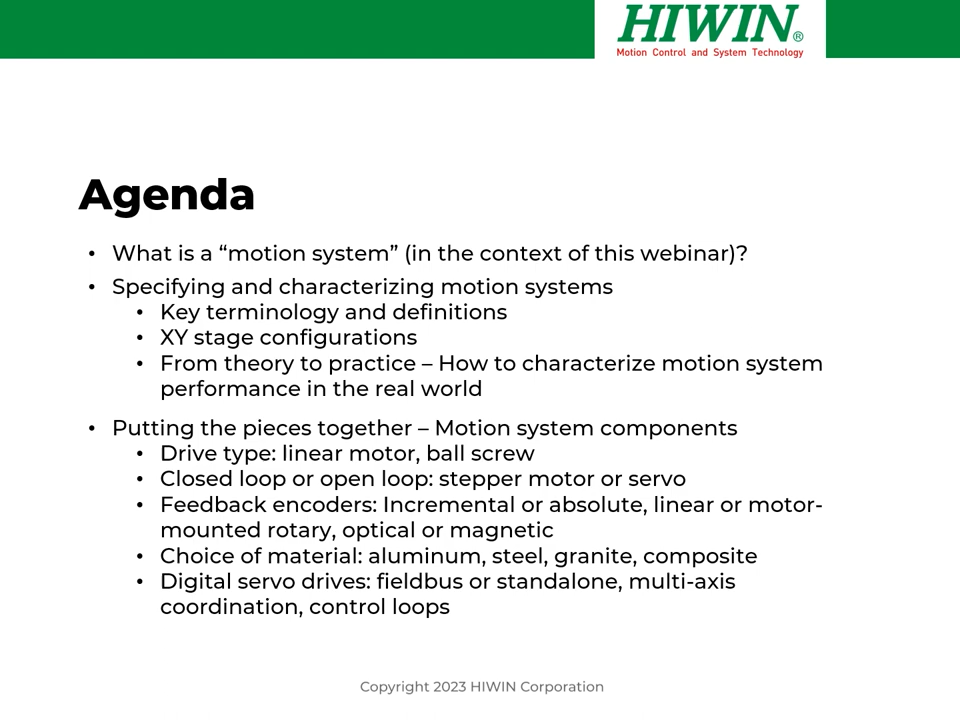 HIWIN®
Motion Control and System Technology
Agenda
• What is a “motion system” (in the context of this webinar)?
• Specifying and characterizing motion systems
• Key terminology and definitions
• XY stage configurations
• From theory to practice – How to characterize motion system
performance in the real world
• Putting the pieces together – Motion system components
• Drive type: linear motor, ball screw
• Closed loop or open loop: stepper motor or servo
• Feedback encoders: Incremental or absolute, linear or motor-
mounted rotary, optical or magnetic
• Choice of material: aluminum, steel, granite, composite
• Digital servo drives: fieldbus or standalone, multi-axis
coordination, control loops
Copyright 2023 HIWIN Corporation